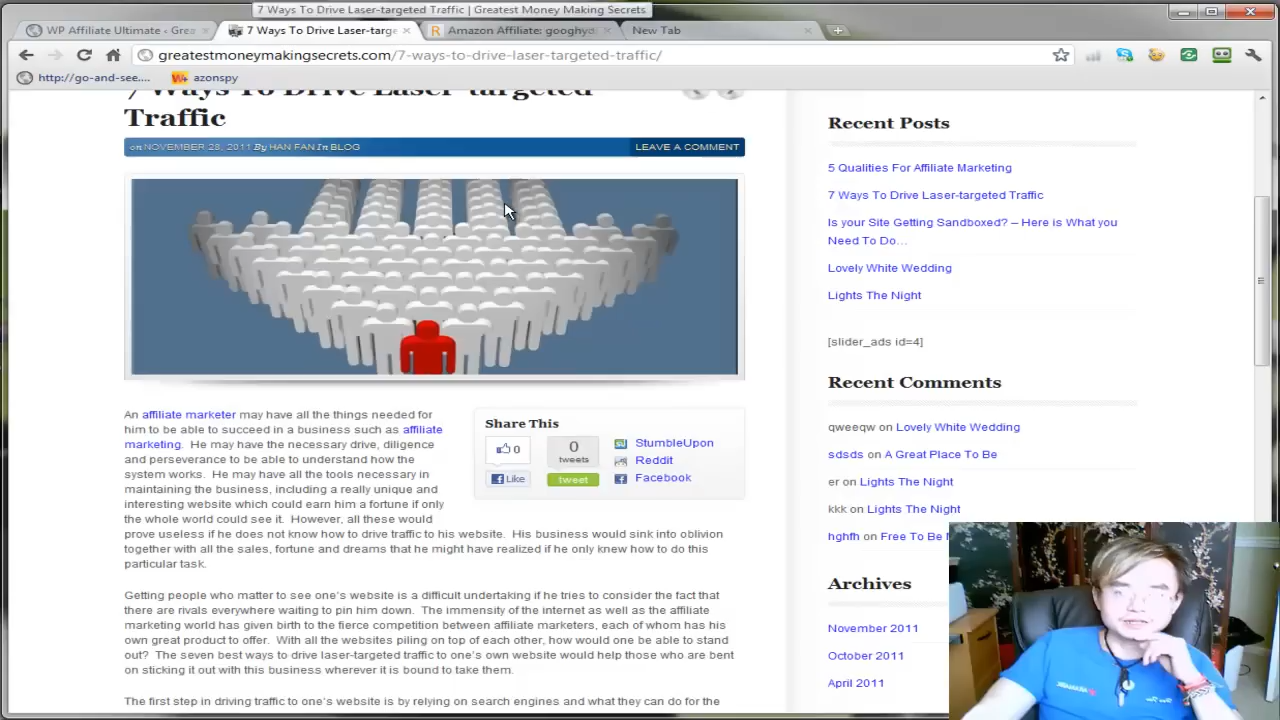 7 Ways To Drive Laser-targeted Traffic | Greatest Money Making Secrets
WP Affiliate Ultimate ‹ Grea
7 Ways To Drive Laser-targe
Amazon Affiliate: googhyd
New Tab
greatestmoneymakingsecrets.com/7-ways-to-drive-laser-targeted-traffic/
http://go-and-see....
azonspy
7 Ways To Drive Laser-targeted
Traffic
on NOVEMBER 28, 2011 By HAN FAN In BLOG
LEAVE A COMMENT
An affiliate marketer may have all the things needed for
him to be able to succeed in a business such as affiliate
marketing. He may have the necessary drive, diligence
and perseverance to be able to understand how the
system works. He may have all the tools necessary in
maintaining the business, including a really unique and
interesting website which could earn him a fortune if only
the whole world could see it. However, all these would
prove useless if he does not know how to drive traffic to his website. His business would sink into oblivion
together with all the sales, fortune and dreams that he might have realized if he only knew how to do this
particular task.
Share This
0
Like
0
tweets
tweet
StumbleUpon
Reddit
Facebook
Getting people who matter to see one's website is a difficult undertaking if he tries to consider the fact that
there are rivals everywhere waiting to pin him down. The immensity of the internet as well as the affiliate
marketing world has given birth to the fierce competition between affiliate marketers, each of whom has his
own great product to offer. With all the websites piling on top of each other, how would one be able to stand
out? The seven best ways to drive laser-targeted traffic to one's own website would help those who are bent
on sticking it out with this business wherever it is bound to take them.
The first step in driving traffic to one's website is by relying on search engines and what they can do for the
Recent Posts
5 Qualities For Affiliate Marketing
7 Ways To Drive Laser-targeted Traffic
Is your Site Getting Sandboxed? – Here is What you
Need To Do…
Lovely White Wedding
Lights The Night
[slider_ads id=4]
Recent Comments
qweeqw on Lovely White Wedding
sdsds on A Great Place To Be
er on Lights The Night
kkk on Lights The Night
hghfh on Free To Be
Archives
November 2011
October 2011
April 2011